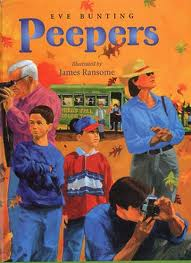 EVE BUNTING
Peepers
Illustrated by
James Ransome